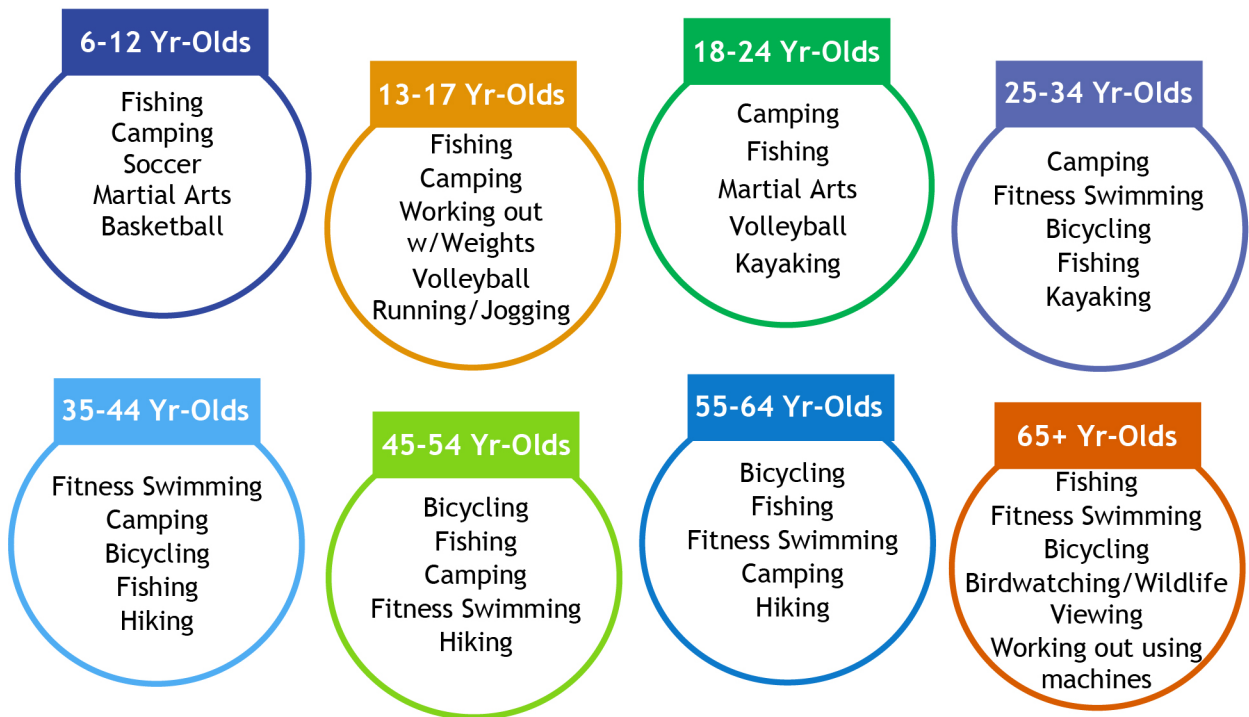 6-12 Yr-Olds
Fishing
Camping
Soccer
Martial Arts
Basketball
13-17 Yr-Olds
Fishing
Camping
Working out
w/Weights
Volleyball
Running/Jogging
18-24 Yr-Olds
Camping
Fishing
Martial Arts
Volleyball
Kayaking
25-34 Yr-Olds
Camping
Fitness Swimming
Bicycling
Fishing
Kayaking
35-44 Yr-Olds
Fitness Swimming
Camping
Bicycling
Fishing
Hiking
45-54 Yr-Olds
Bicycling
Fishing
Camping
Fitness Swimming
Hiking
55-64 Yr-Olds
Bicycling
Fishing
Fitness Swimming
Camping
Hiking
65+ Yr-Olds
Fishing
Fitness Swimming
Bicycling
Birdwatching/Wildlife
Viewing
Working out using
machines